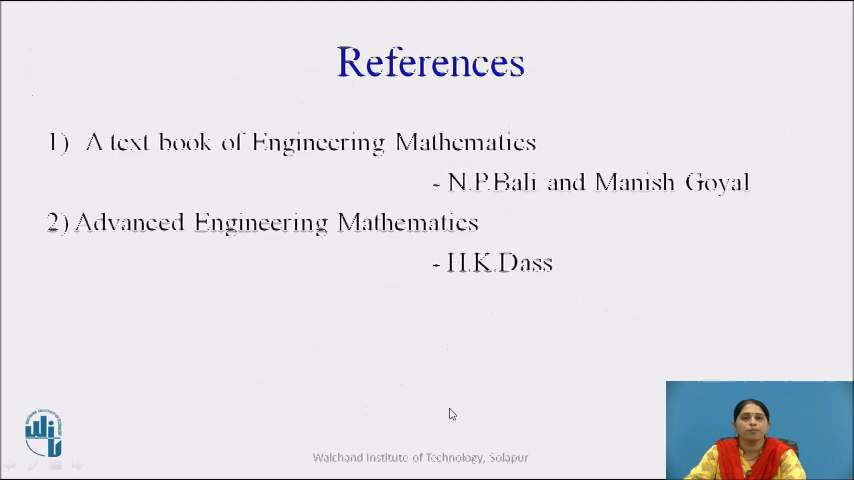 References
1) A text book of Engineering Mathematics
- N.P.Bali and Manish Goyal
2) Advanced Engineering Mathematics
- H.K.Dass
Walchand Institute of Technology, Solapur